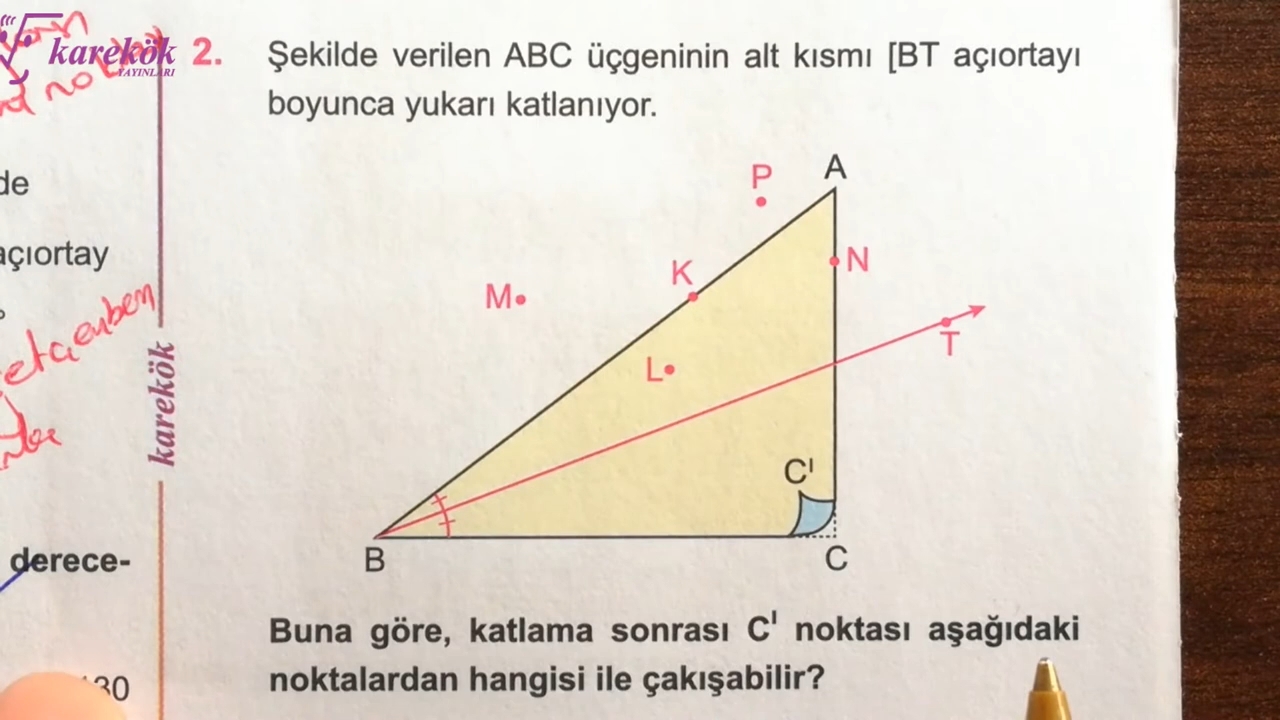 karekök
YAYINLARI
2. Şekilde verilen ABC üçgeninin alt kısmı [BT açıortayı
boyunca yukarı katlanıyor.
de
açıortay
karekök
derece-
30
P
A
K
N
M
T
L
C'
B
C
Buna göre, katlama sonrası C' noktası aşağıdaki
noktalardan hangisi ile çakışabilir?